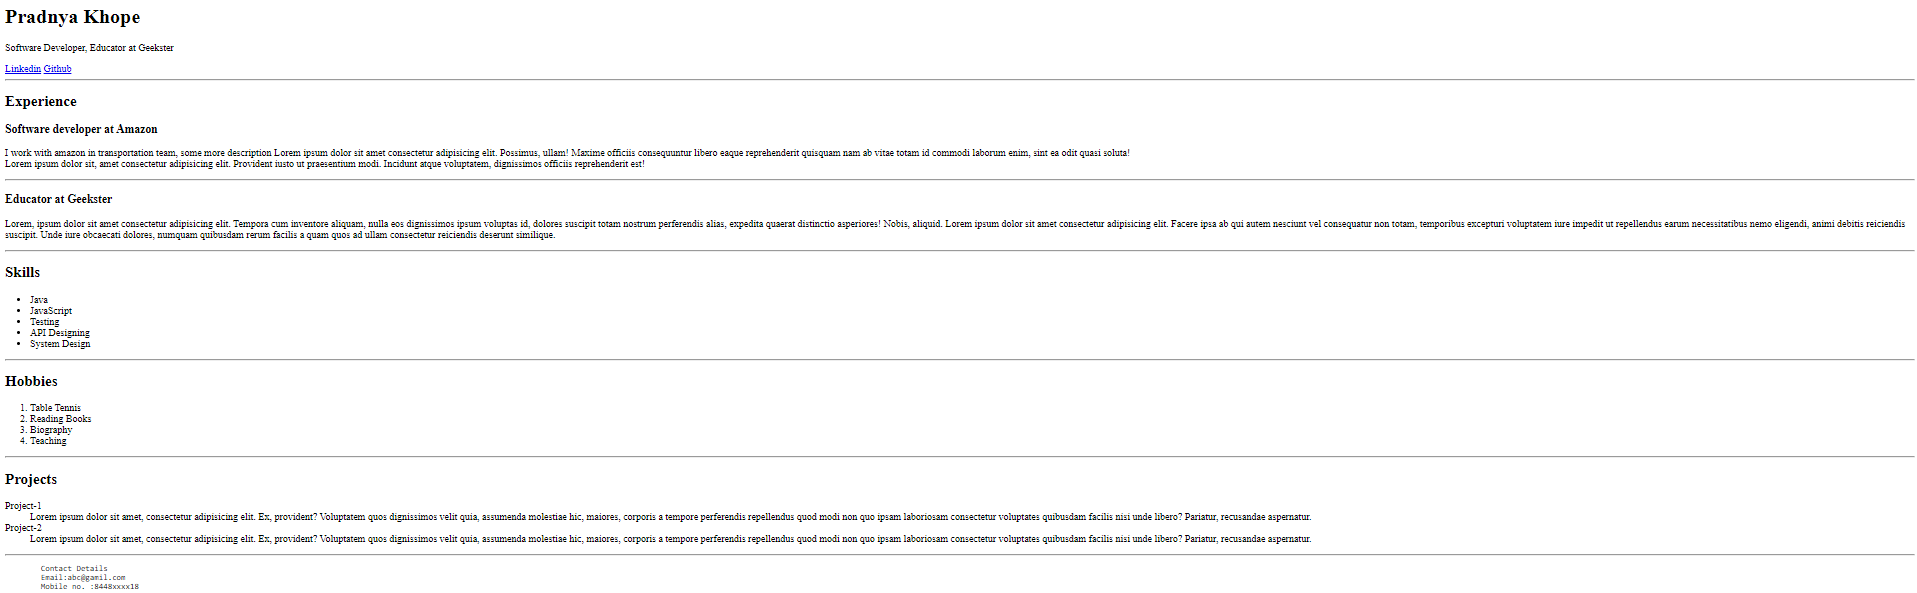 Pradnya Khope
Software Developer, Educator at Geekster
Linkedin Github
Experience
Software developer at Amazon
I work with amazon in transportation team, some more description Lorem ipsum dolor sit amet consectetur adipisicing elit. Possimus, ullam! Maxime officiis consequuntur libero eaque reprehenderit quisquam nam ab vitae totam id commodi laborum enim, sint ea odit quasi soluta!
Lorem ipsum dolor sit, amet consectetur adipisicing elit. Provident iusto ut praesentium modi. Incidunt atque voluptatem, dignissimos officiis reprehenderit est!
Educator at Geekster
Lorem, ipsum dolor sit amet consectetur adipisicing elit. Tempora cum inventore aliquam, nulla eos dignissimos ipsum voluptas id, dolores suscipit totam nostrum perferendis alias, expedita quaerat distinctio asperiores! Nobis, aliquid. Lorem ipsum dolor sit amet consectetur adipisicing elit. Facere ipsa ab qui autem nesciunt vel consequatur non totam, temporibus excepturi voluptatem iure impedit ut repellendus earum necessitatibus nemo eligendi, animi debitis reiciendis
suscipit. Unde iure obcaecati dolores, numquam quibusdam rerum facilis a quam quos ad ullam consectetur reiciendis deserunt similique.
Skills
• Java
• JavaScript
• Testing
• API Designing
• System Design
Hobbies
1. Table Tennis
2. Reading Books
3. Biography
4. Teaching
Projects
Project-1
Lorem ipsum dolor sit amet, consectetur adipisicing elit. Ex, provident? Voluptatem quos dignissimos velit quia, assumenda molestiae hic, maiores, corporis a tempore perferendis repellendus quod modi non quo ipsam laboriosam consectetur voluptates quibusdam facilis nisi unde libero? Pariatur, recusandae aspernatur.
Project-2
Lorem ipsum dolor sit amet, consectetur adipisicing elit. Ex, provident? Voluptatem quos dignissimos velit quia, assumenda molestiae hic, maiores, corporis a tempore perferendis repellendus quod modi non quo ipsam laboriosam consectetur voluptates quibusdam facilis nisi unde libero? Pariatur, recusandae aspernatur.
Contact Details
Email:abc@gamil.com
Mobile no. :8448xxxx18